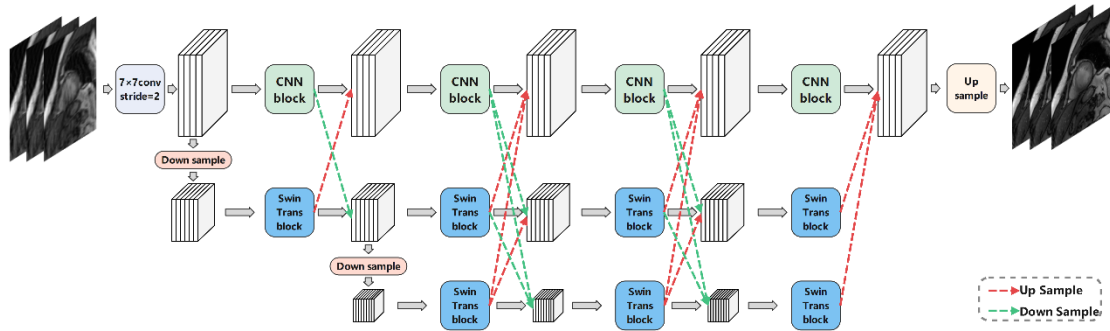 7×7conv
stride=2
CNN
block
CNN
block
CNN
block
CNN
block
Up
sample
Down sample
Swin
Trans
block
Swin
Trans
block
Swin
Trans
block
Swin
Trans
block
Down sample
Swin
Trans
block
Swin
Trans
block
Swin
Trans
block
Up Sample
Down Sample